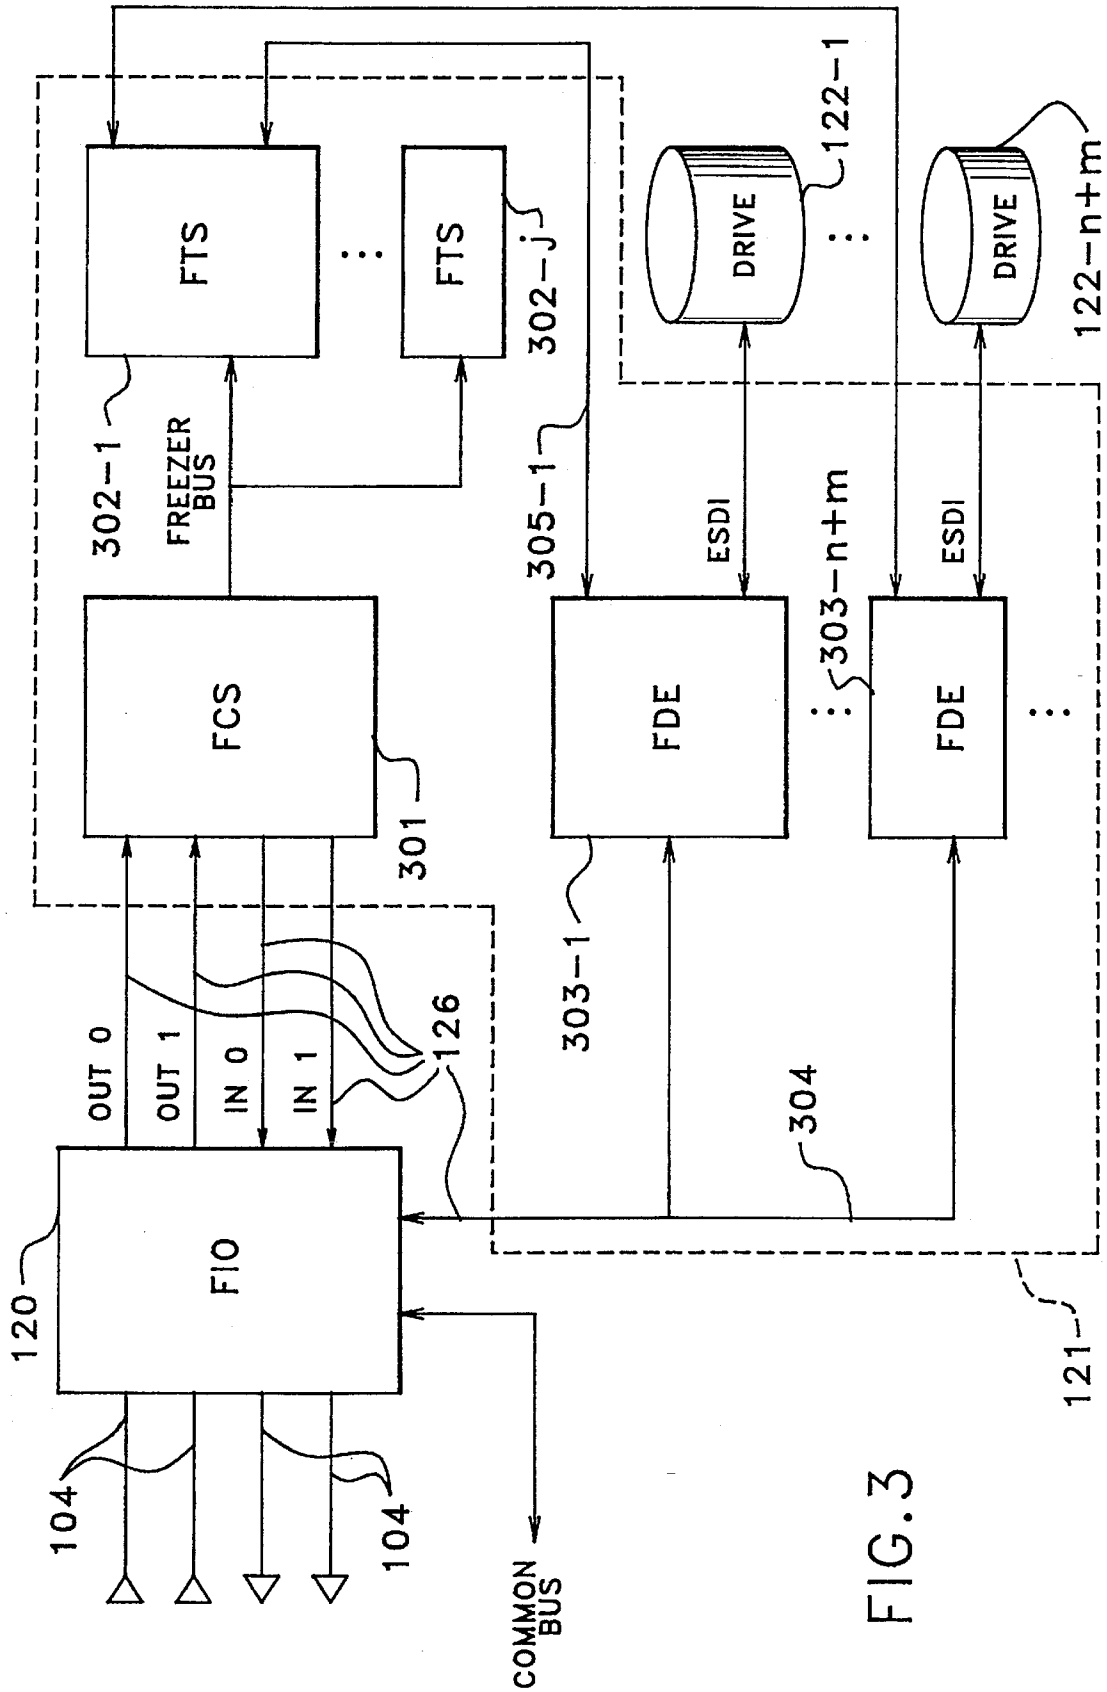 120
FIO
104
104
COMMON
BUS
OUT 0
OUT 1
IN 0
IN 1
126
FCS
301
FREEZER
BUS
302-1
FTS
⋮
FTS
302-j
305-1
303-1
FDE
⋮
303-n+m
FDE
⋮
304
ESDI
ESDI
DRIVE
122-1
⋮
DRIVE
122-n+m
121
FIG.3